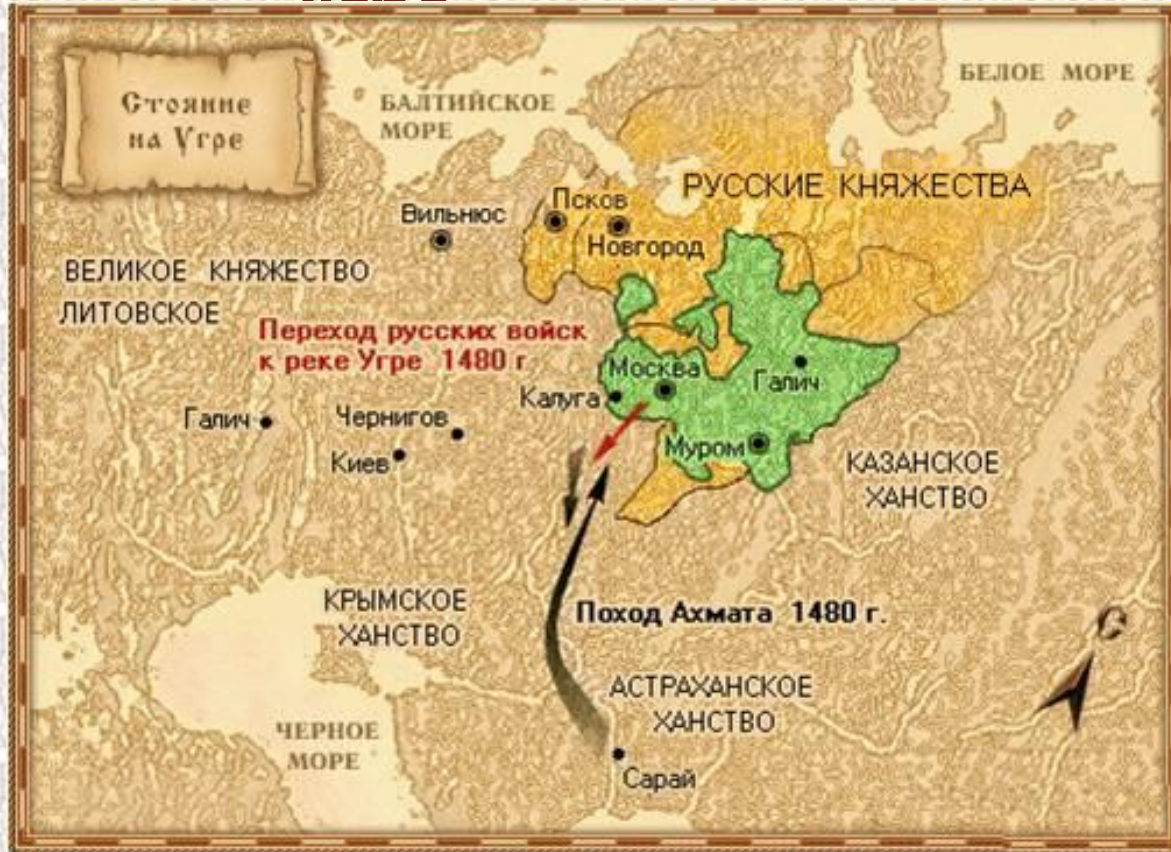 Стояние
на Угре
БАЛТИЙСКОЕ
МОРЕ
БЕЛОЕ МОРЕ
РУССКИЕ КНЯЖЕСТВА
Псков
Вильнюс
Новгород
ВЕЛИКОЕ КНЯЖЕСТВО
ЛИТОВСКОЕ
Переход русских войск
к реке Угре 1480 г
Москва
Галич
Калуга
Галич
Чернигов
Киев
Муром
КАЗАНСКОЕ
ХАНСТВО
КРЫМСКОЕ
ХАНСТВО
Поход Ахмата 1480 г.
С
АСТРАХАНСКОЕ
ХАНСТВО
ЧЕРНОЕ
МОРЕ
Сарай